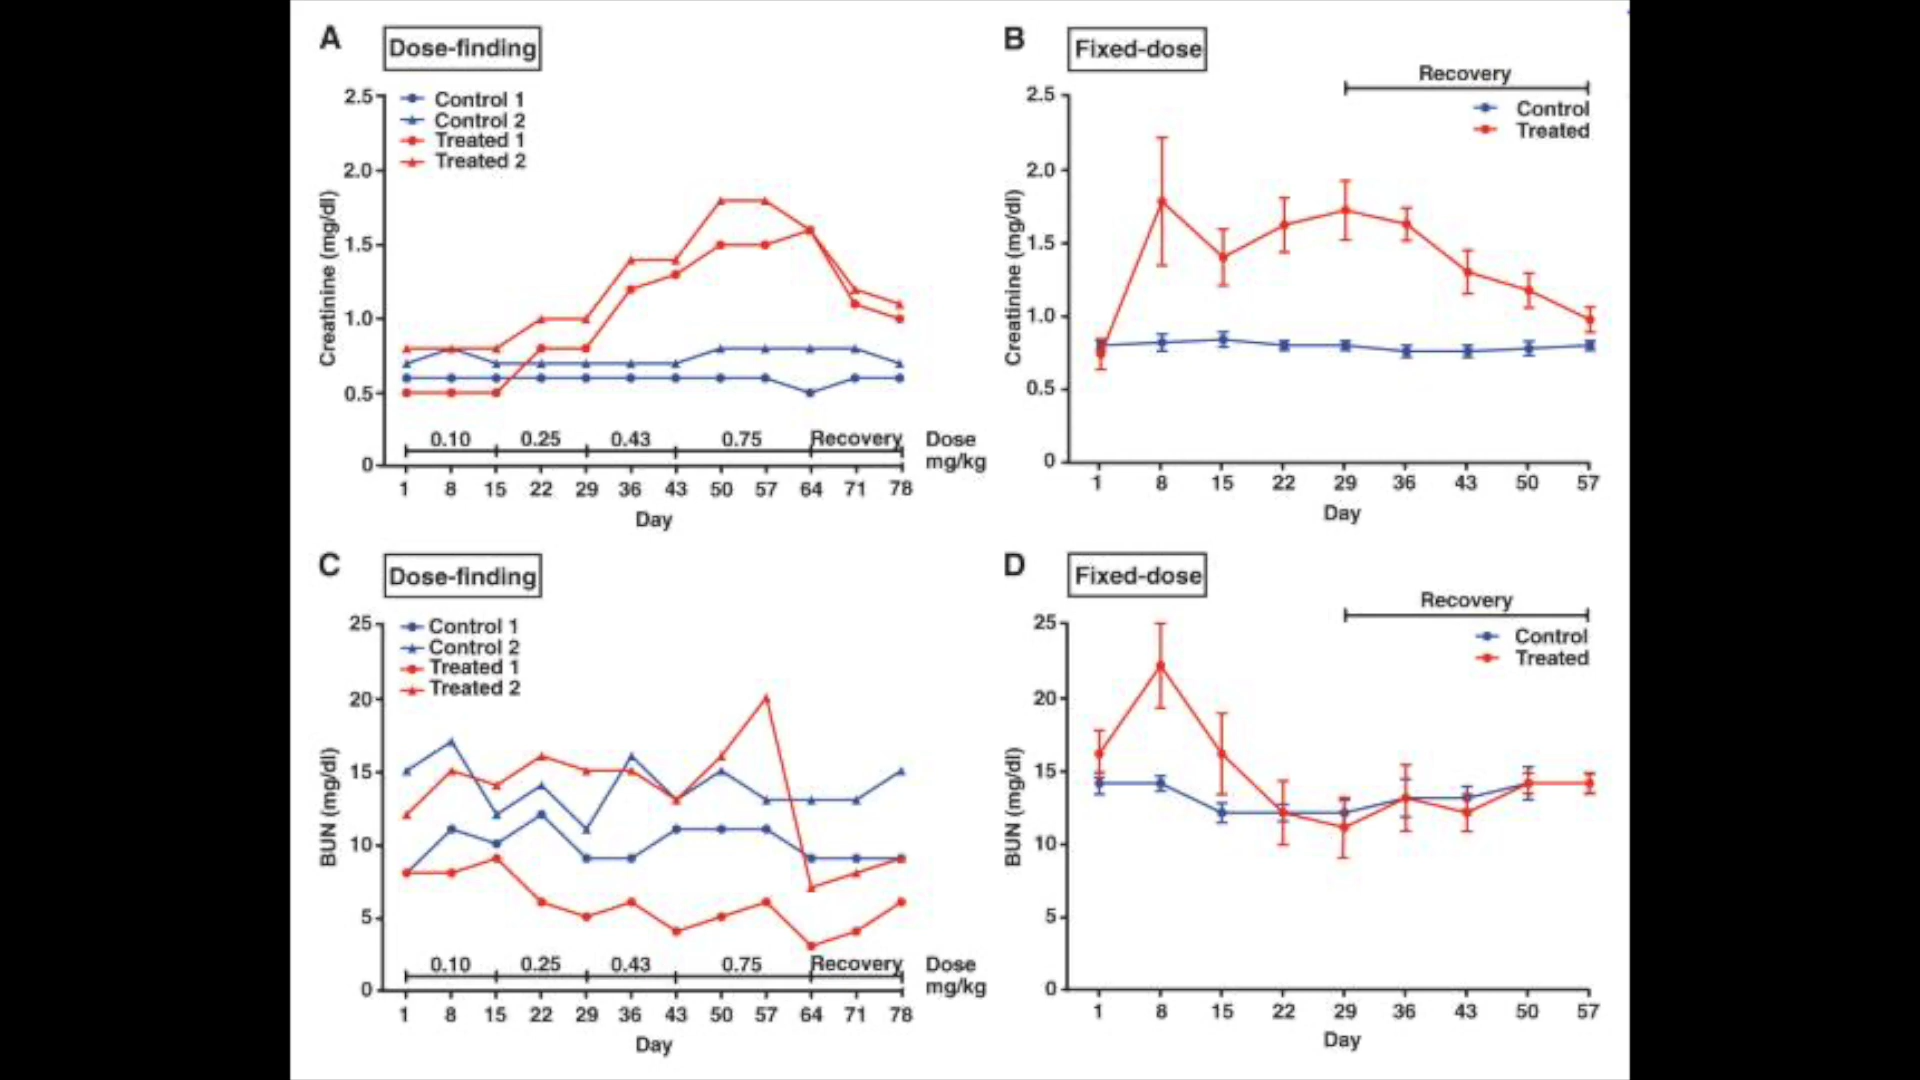 A
Dose-finding
2.5
2.0
1.5
1.0
0.5
0
Creatinine (mg/dl)
Control 1
Control 2
Treated 1
Treated 2
0.10 0.25 0.43 0.75 Recovery Dose
mg/kg
1 8 15 22 29 36 43 50 57 64 71 78
Day
B
Fixed-dose
Recovery
2.5
2.0
1.5
1.0
0.5
0
Creatinine (mg/dl)
Control
Treated
1 8 15 22 29 36 43 50 57
Day
C
Dose-finding
25
20
15
10
5
0
BUN (mg/dl)
Control 1
Control 2
Treated 1
Treated 2
0.10 0.25 0.43 0.75 Recovery Dose
mg/kg
1 8 15 22 29 36 43 50 57 64 71 78
Day
D
Fixed-dose
Recovery
25
20
15
10
5
0
BUN (mg/dl)
Control
Treated
1 8 15 22 29 36 43 50 57
Day